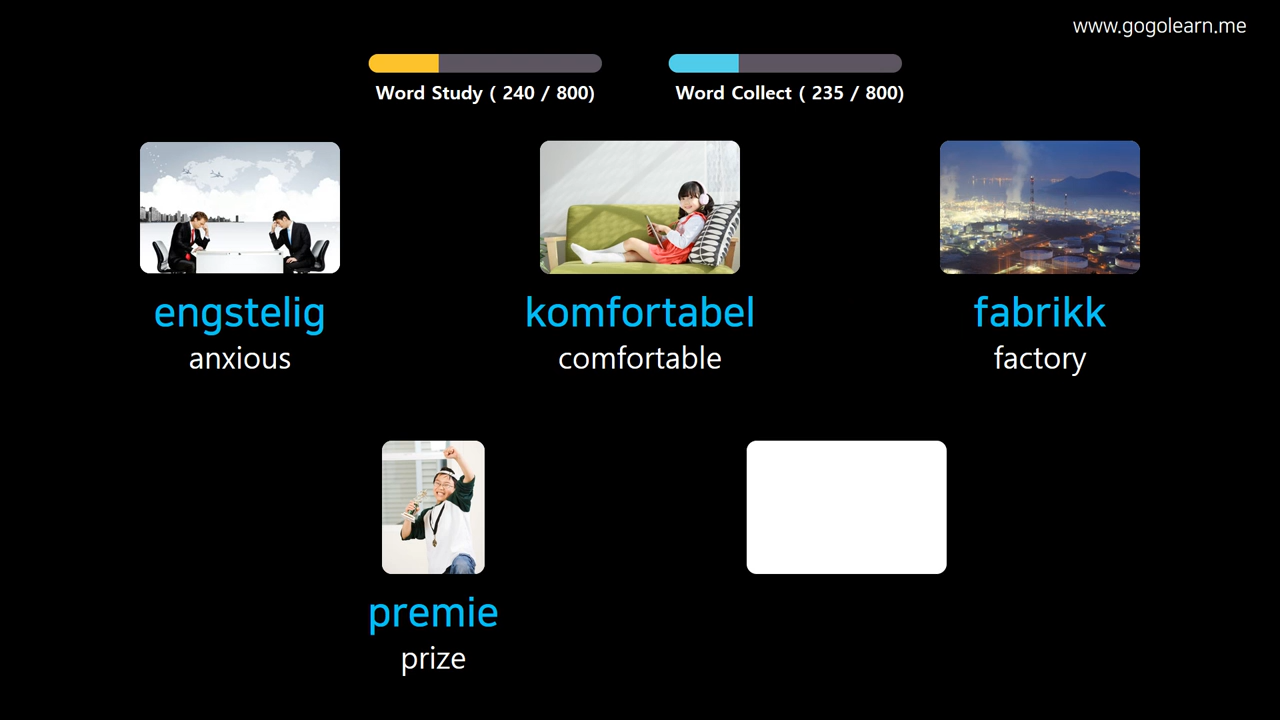 www.gogolearn.me
Word Study ( 240 / 800)
Word Collect ( 235 / 800)
engstelig
anxious
komfortabel
comfortable
fabrikk
factory
premie
prize